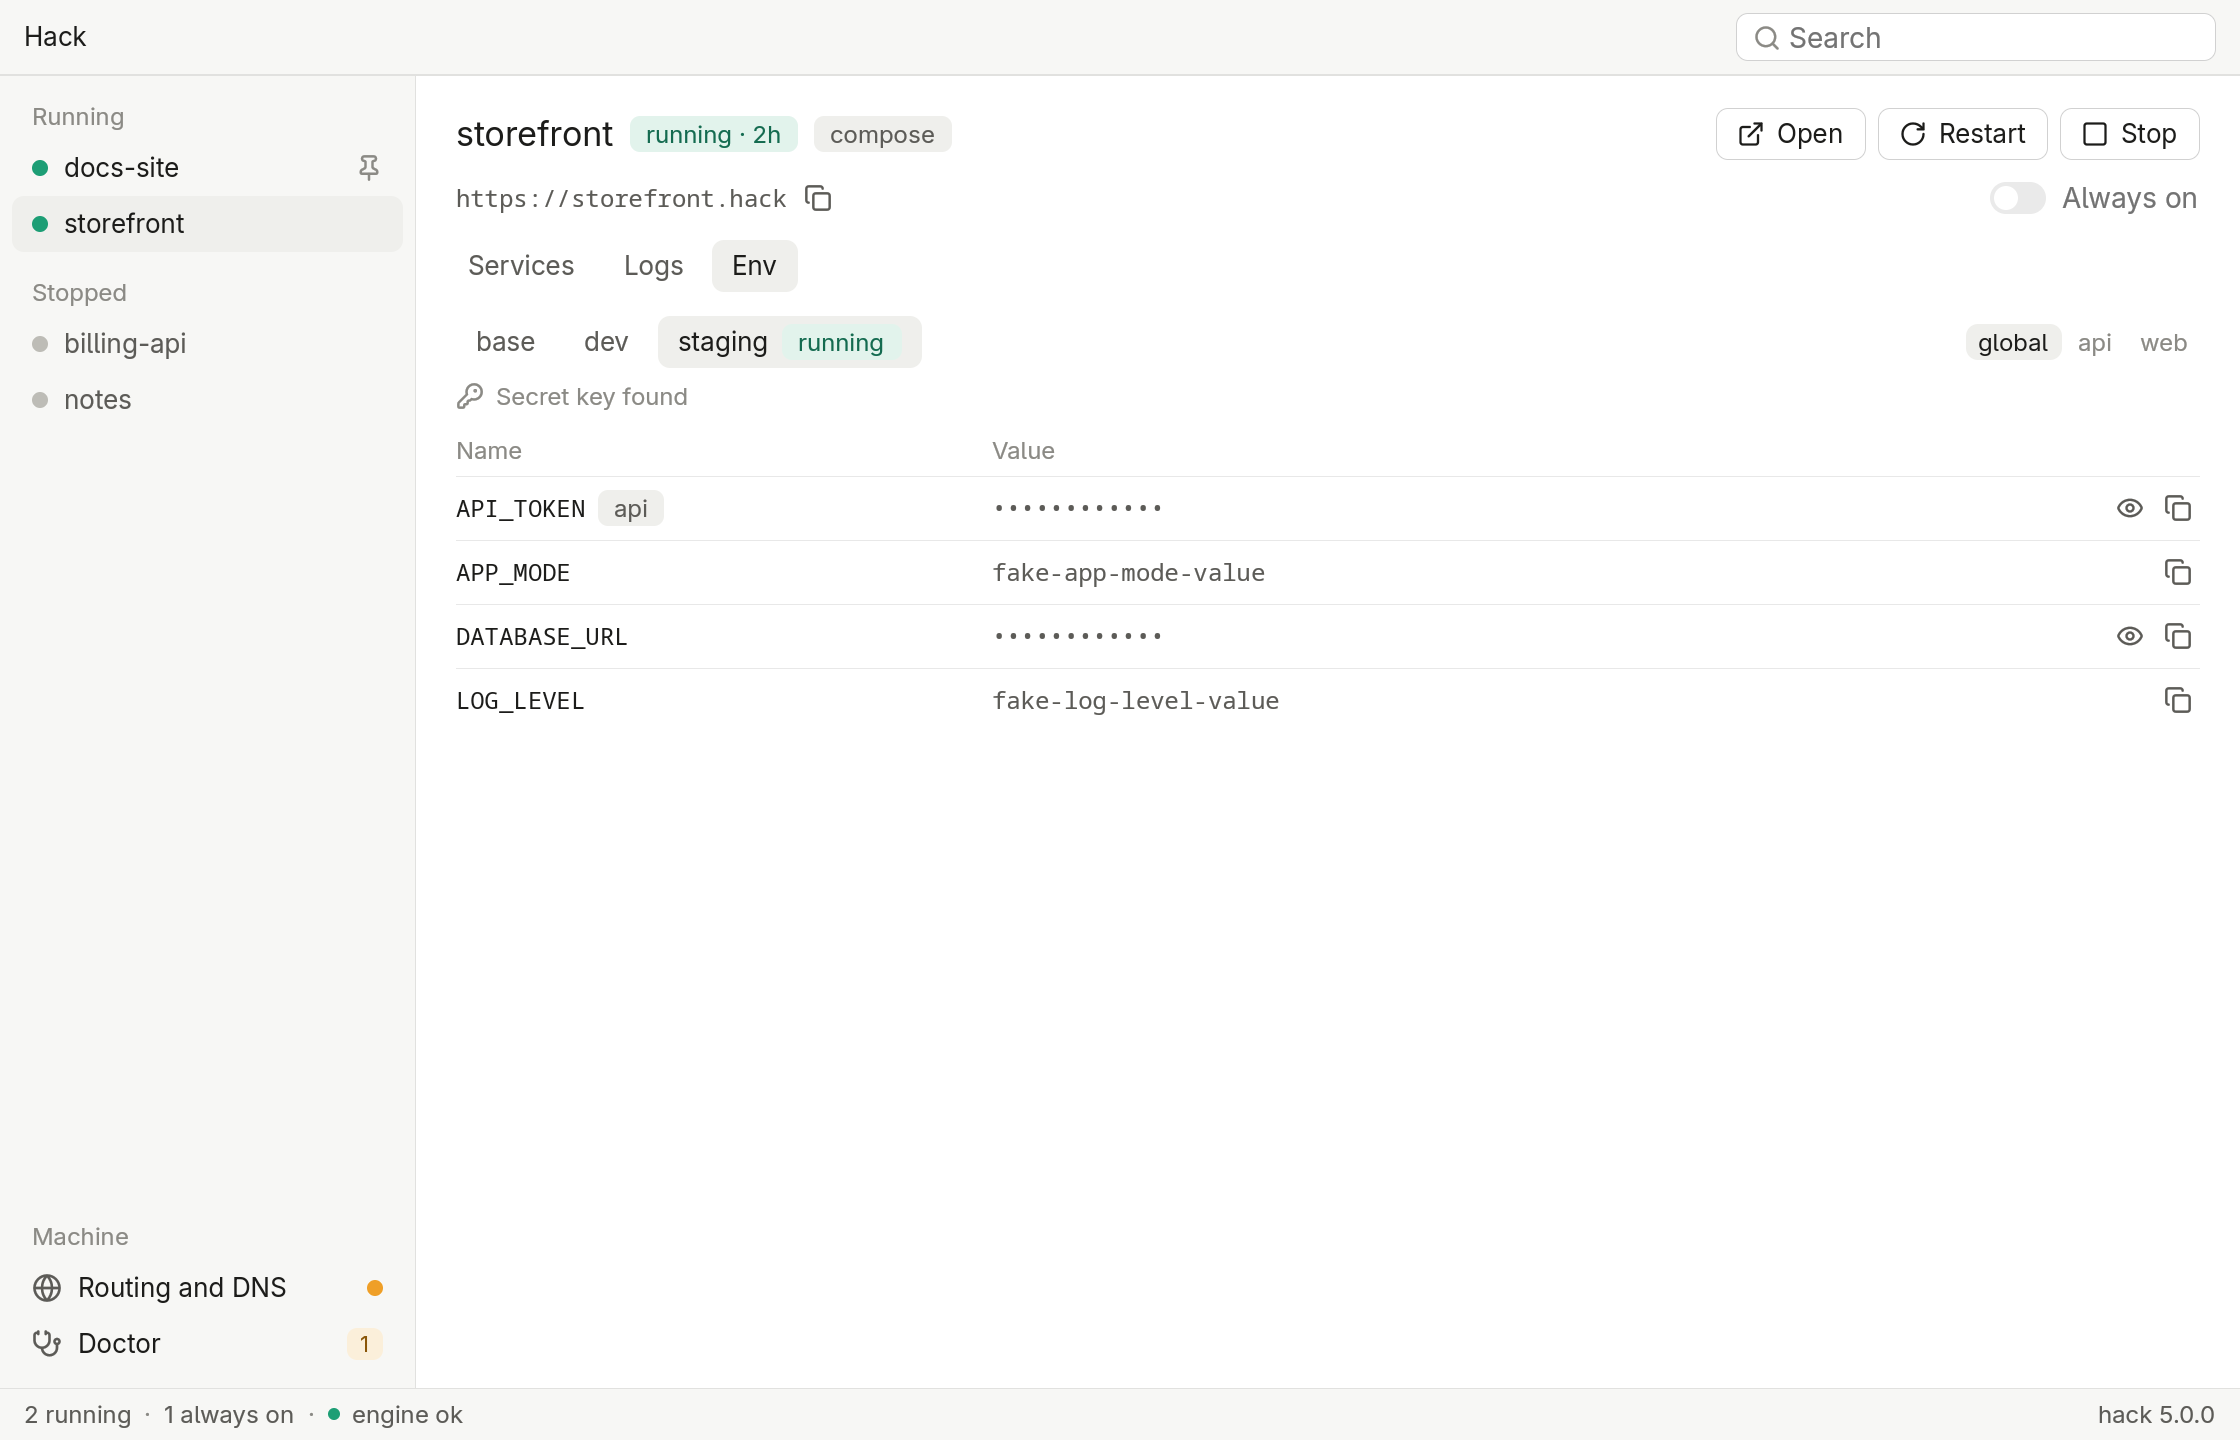 Hack
Search
Running
docs-site
storefront
Stopped
billing-api
notes
Machine
Routing and DNS
Doctor 1
storefront running · 2h compose
Open Restart Stop
https://storefront.hack
Always on
Services Logs Env
base dev staging running
global api web
Secret key found
Name Value
API_TOKEN api ••••••••••••
APP_MODE fake-app-mode-value
DATABASE_URL ••••••••••••
LOG_LEVEL fake-log-level-value
2 running · 1 always on · engine ok
hack 5.0.0